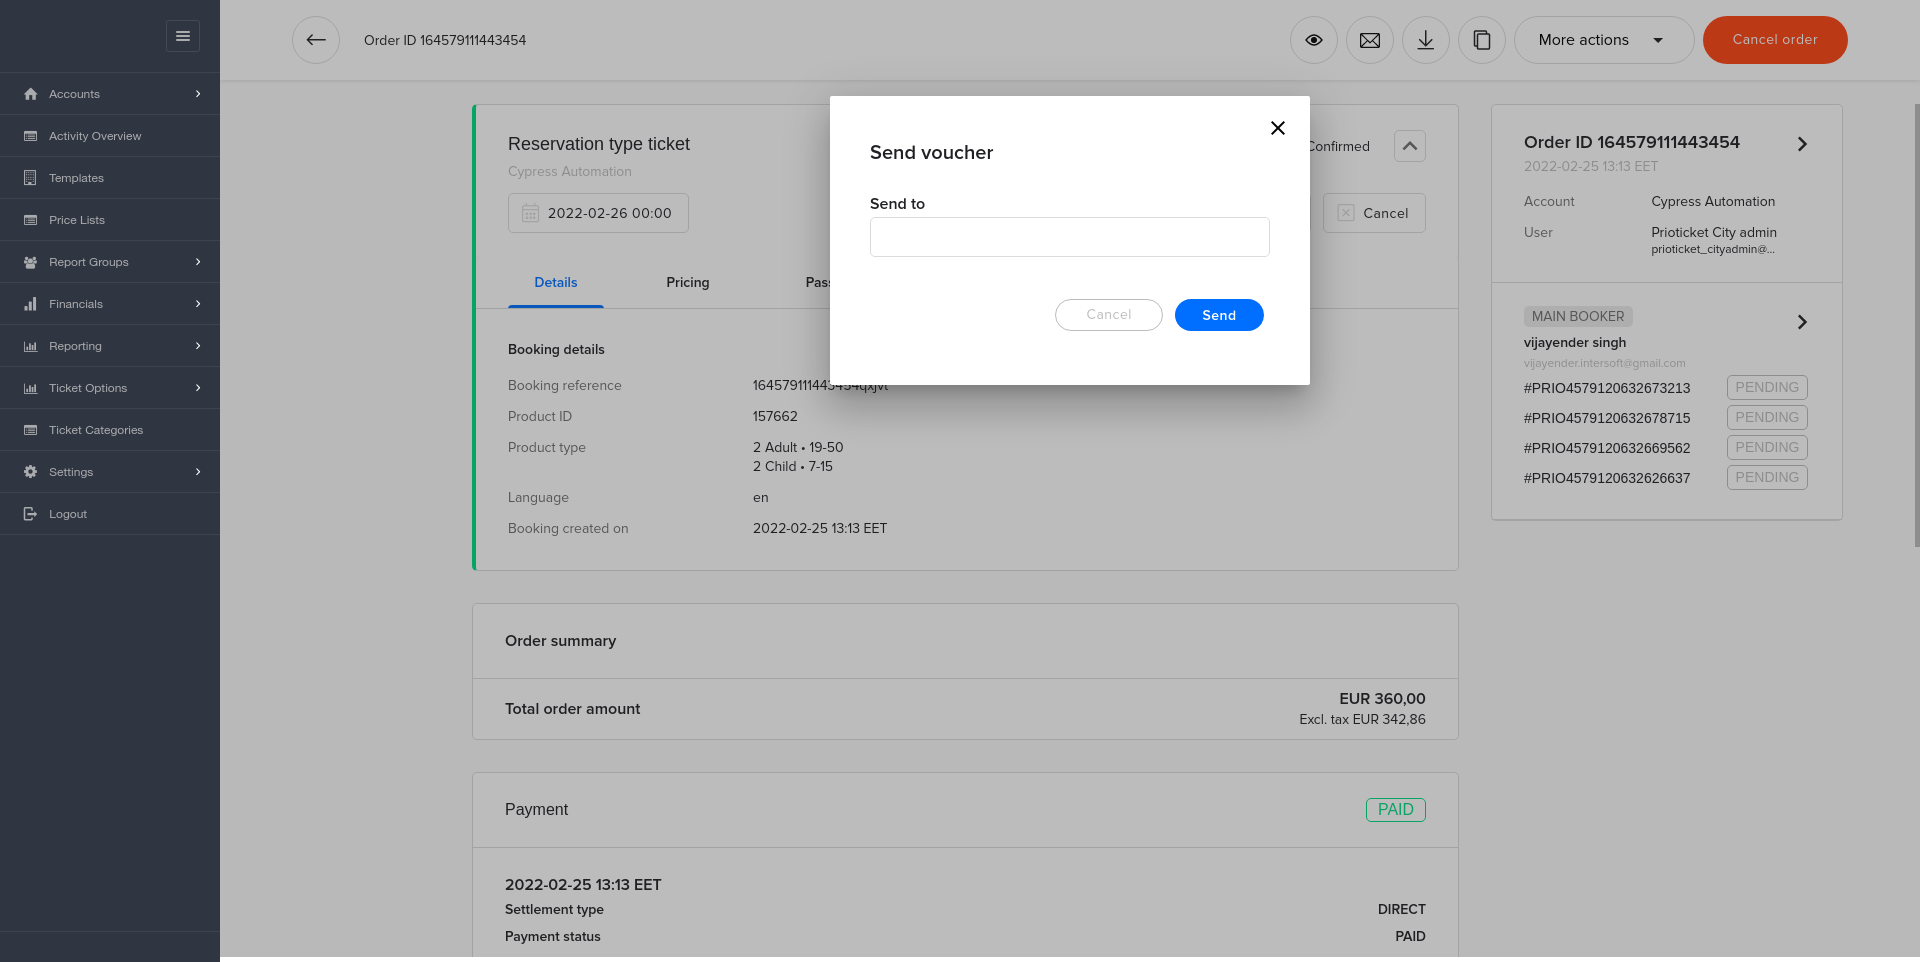 Order ID 164579111443454
More actions
Cancel order
Accounts
Activity Overview
Templates
Price Lists
Report Groups
Financials
Reporting
Ticket Options
Ticket Categories
Settings
Logout
Reservation type ticket
Cypress Automation
2022-02-26 00:00
Confirmed
Cancel
Details
Pricing
Send voucher
Send to
Cancel
Send
Booking details
Booking reference
Product ID
157662
Product type
2 Adult • 19-50
2 Child • 7-15
Language
en
Booking created on
2022-02-25 13:13 EET
Order summary
Total order amount
EUR 360,00
Excl. tax EUR 342,86
Payment
PAID
2022-02-25 13:13 EET
Settlement type
DIRECT
Payment status
PAID
Order ID 164579111443454
2022-02-25 13:13 EET
Account
Cypress Automation
User
Prioticket City admin
prioticket_cityadmin@...
MAIN BOOKER
vijayender singh
vijayender.intersoft@gmail.com
#PRIO4579120632673213
PENDING
#PRIO4579120632678715
PENDING
#PRIO4579120632669562
PENDING
#PRIO4579120632626637
PENDING